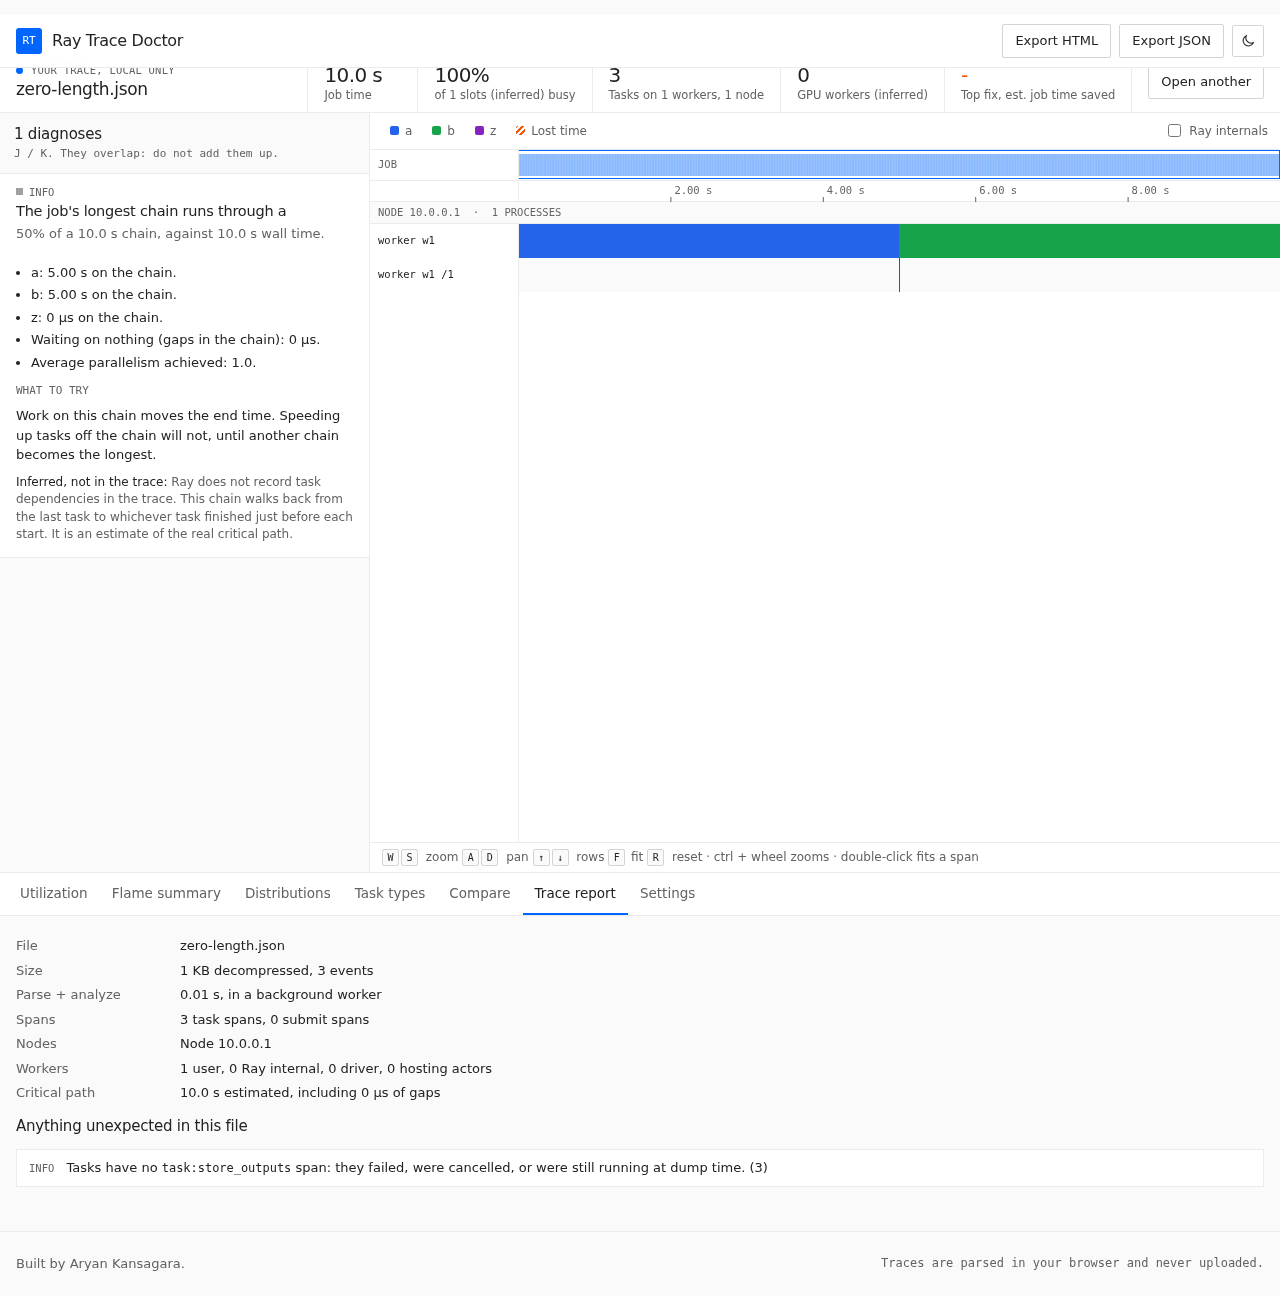 RT
Ray Trace Doctor
Export HTML
Export JSON
YOUR TRACE, LOCAL ONLY
zero-length.json
10.0 s
Job time
100%
of 1 slots (inferred) busy
3
Tasks on 1 workers, 1 node
0
GPU workers (inferred)
-
Top fix, est. job time saved
Open another
1 diagnoses
J / K. They overlap: do not add them up.
INFO
The job's longest chain runs through a
50% of a 10.0 s chain, against 10.0 s wall time.
• a: 5.00 s on the chain.
• b: 5.00 s on the chain.
• z: 0 µs on the chain.
• Waiting on nothing (gaps in the chain): 0 µs.
• Average parallelism achieved: 1.0.
WHAT TO TRY
Work on this chain moves the end time. Speeding
up tasks off the chain will not, until another chain
becomes the longest.
Inferred, not in the trace: Ray does not record task
dependencies in the trace. This chain walks back from
the last task to whichever task finished just before each
start. It is an estimate of the real critical path.
a b z Lost time
Ray internals
JOB
2.00 s 4.00 s 6.00 s 8.00 s
NODE 10.0.0.1 · 1 PROCESSES
worker w1
worker w1 /1
W S zoom A D pan ↑ ↓ rows F fit R reset · ctrl + wheel zooms · double-click fits a span
Utilization Flame summary Distributions Task types Compare Trace report Settings
File zero-length.json
Size 1 KB decompressed, 3 events
Parse + analyze 0.01 s, in a background worker
Spans 3 task spans, 0 submit spans
Nodes Node 10.0.0.1
Workers 1 user, 0 Ray internal, 0 driver, 0 hosting actors
Critical path 10.0 s estimated, including 0 µs of gaps
Anything unexpected in this file
INFO Tasks have no task:store_outputs span: they failed, were cancelled, or were still running at dump time. (3)
Built by Aryan Kansagara.
Traces are parsed in your browser and never uploaded.